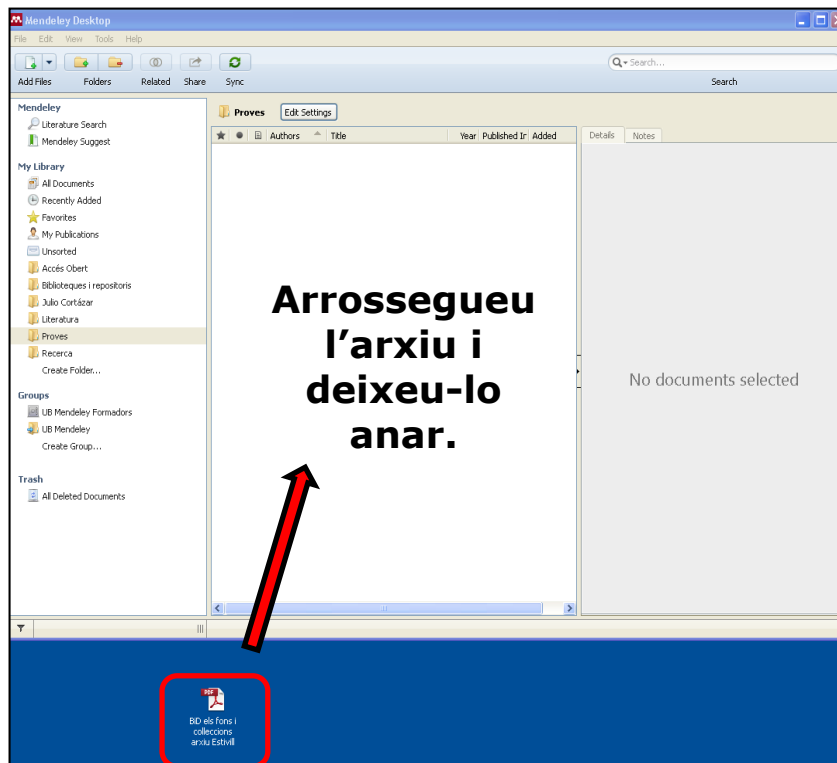 Mendeley Desktop
File Edit View Tools Help
Add Files Folders Related Share Sync
Search...
Search
Mendeley
Literature Search
Mendeley Suggest
My Library
All Documents
Recently Added
Favorites
My Publications
Unsorted
Accés Obert
Biblioteques i repositoris
Julio Cortázar
Literatura
Proves
Recerca
Create Folder...
Groups
UB Mendeley Formadors
UB Mendeley
Create Group...
Trash
All Deleted Documents
Proves Edit Settings
Authors Title Year Published In Added
Arrossegueu
l’arxiu i
deixeu-lo
anar.
Details Notes
No documents selected
PDF
BiD els fons i
colleccions
arxiu Estivill